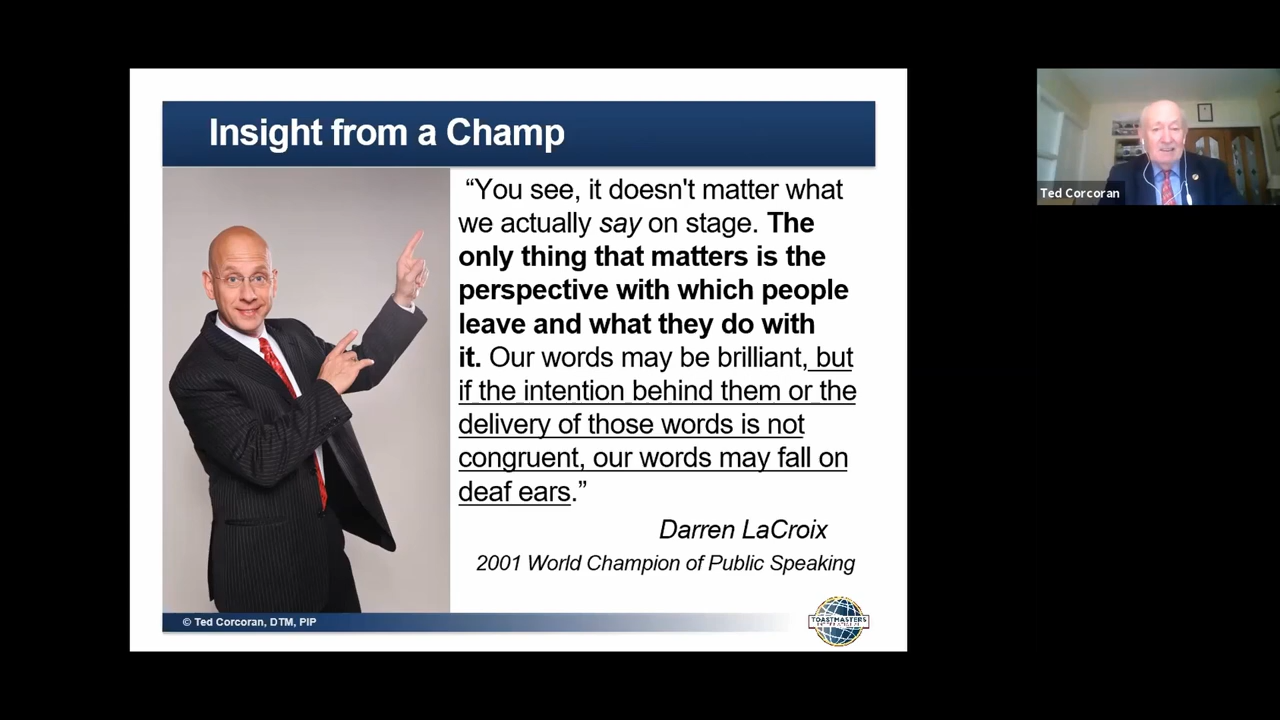 Insight from a Champ
“You see, it doesn't matter what
we actually say on stage. The
only thing that matters is the
perspective with which people
leave and what they do with
it. Our words may be brilliant, but
if the intention behind them or the
delivery of those words is not
congruent, our words may fall on
deaf ears.”
Darren LaCroix
2001 World Champion of Public Speaking
© Ted Corcoran, DTM, PIP
TOASTMASTERS
INTERNATIONAL
Ted Corcoran